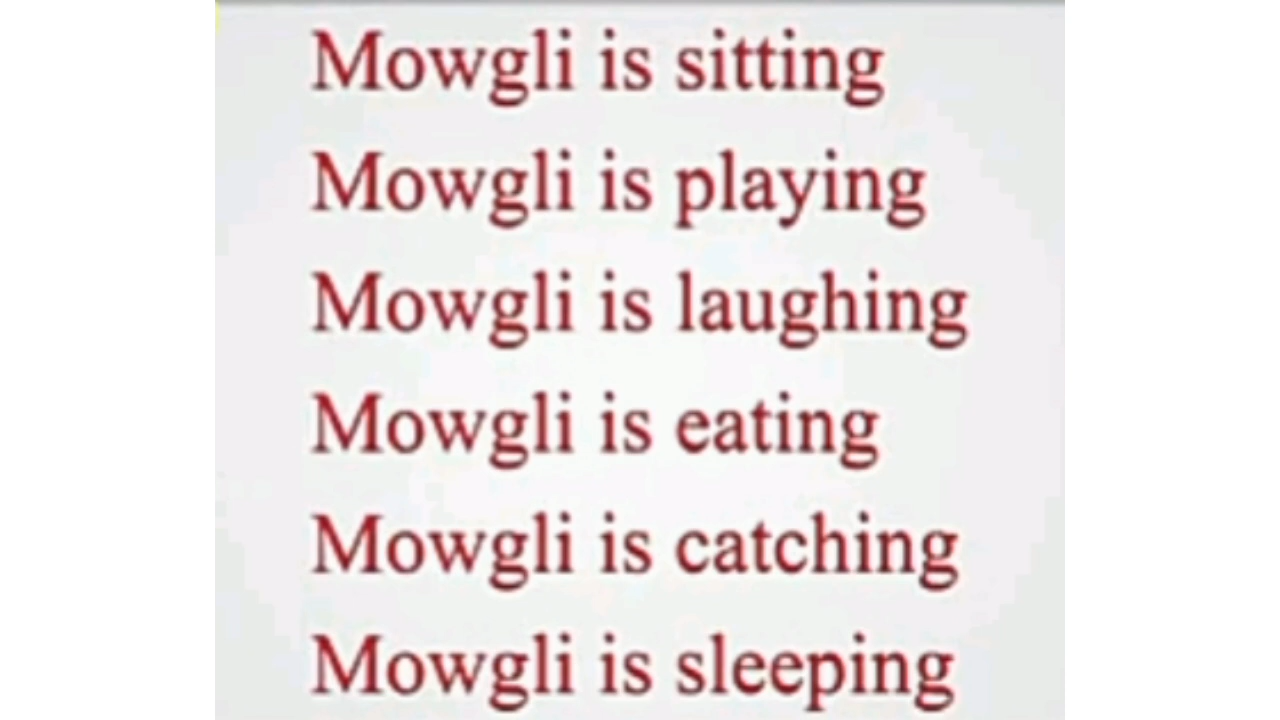 Mowgli is sitting
Mowgli is playing
Mowgli is laughing
Mowgli is eating
Mowgli is catching
Mowgli is sleeping